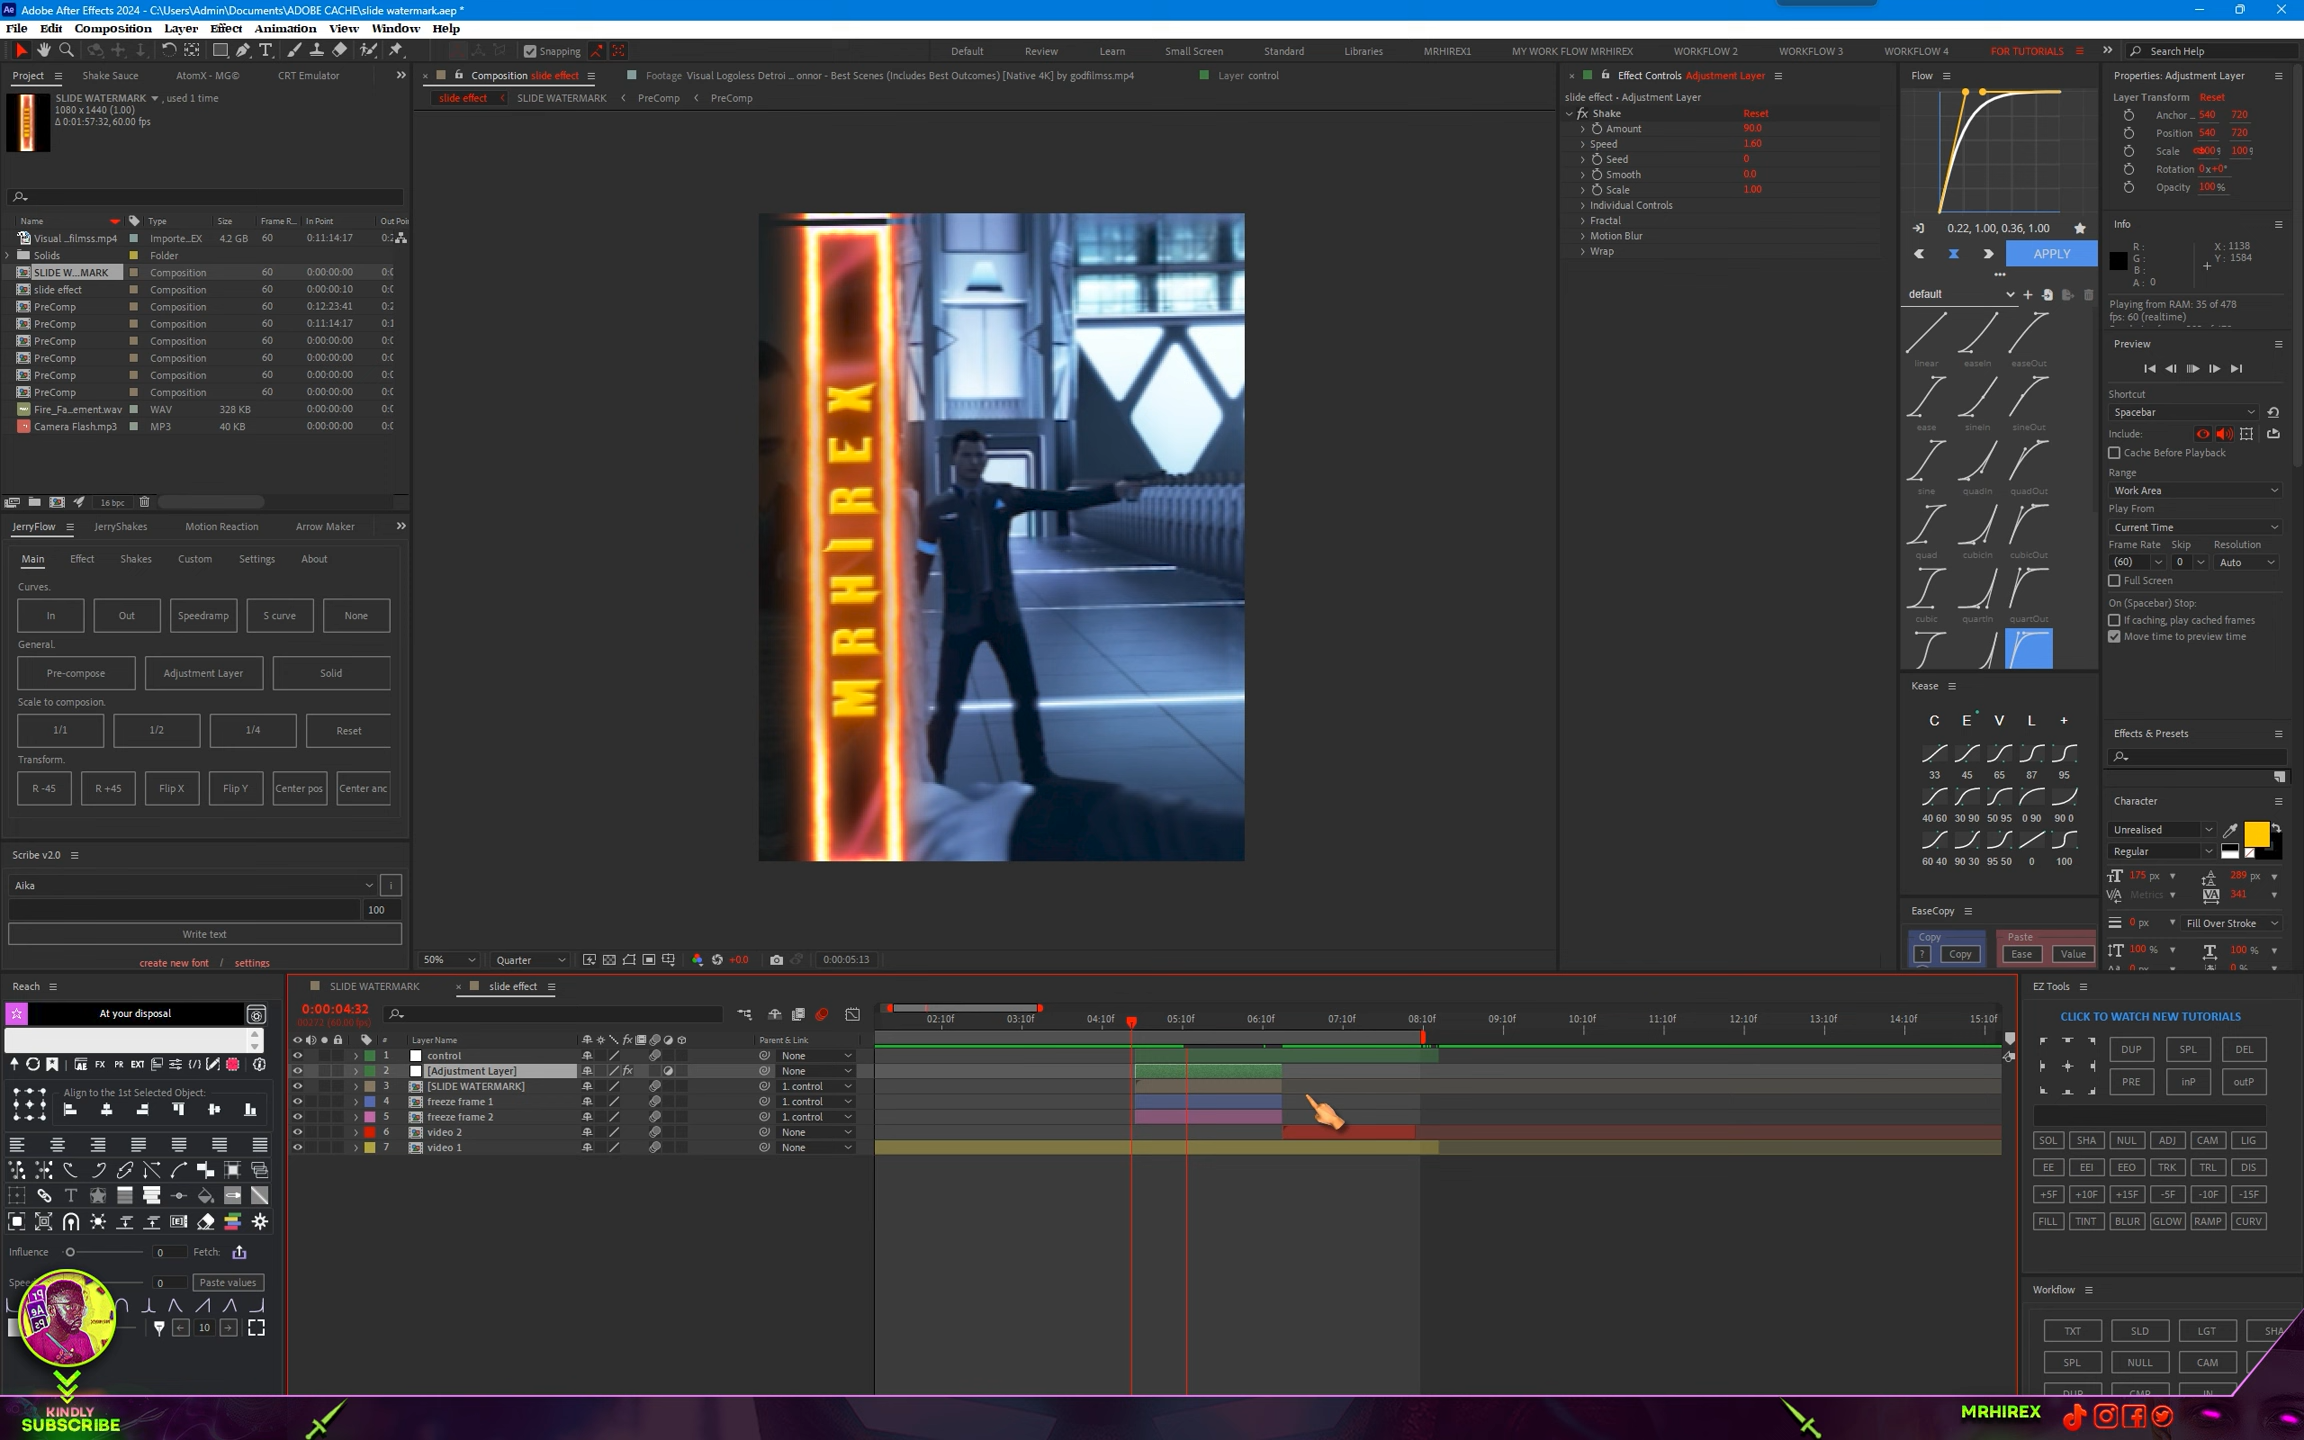 Adobe After Effects 2024 - C:\Users\Admin\Documents\ADOBE CACHE\slide watermark.aep *
File Edit Composition Layer Effect Animation View Window Help
Snapping
Default Review Learn Small Screen Standard Libraries MRHIREX1 MY WORK FLOW MRHIREX WORKFLOW 2 WORKFLOW 3 WORKFLOW 4 FOR TUTORIALS Search Help
Project Shake Sauce AtomX - MG© CRT Emulator
SLIDE WATERMARK , used 1 time
1080 x 1440 (1.00)
Δ 0:01:57:32, 60.00 fps
Name Type Size Frame R... In Point Out Poi
Visual ..filmss.mp4 Importe...EX 4.2 GB 60 0:11:14:17
Solids Folder
SLIDE W...MARK Composition 60 0:00:00:00
slide effect Composition 60 0:00:00:10
PreComp Composition 60 0:12:23:41
PreComp Composition 60 0:11:14:17
PreComp Composition 60 0:00:00:00
PreComp Composition 60 0:00:00:00
PreComp Composition 60 0:00:00:00
PreComp Composition 60 0:00:00:00
Fire_Fa...ement.wav WAV 328 KB 0:00:00:00
Camera Flash.mp3 MP3 40 KB 0:00:00:00
16 bpc
JerryFlow JerryShakes Motion Reaction Arrow Maker
Main Effect Shakes Custom Settings About
Curves.
In Out Speedramp S curve None
General.
Pre-compose Adjustment Layer Solid
Scale to composion.
1/1 1/2 1/4 Reset
Transform.
R -45 R +45 Flip X Flip Y Center pos Center anc
Scribe v2.0
Aika
100
Write text
create new font / settings
Composition slide effect Footage Visual Logoless Detroi ... onnor - Best Scenes (Includes Best Outcomes) [Native 4K] by godfilmss.mp4 Layer control
slide effect SLIDE WATERMARK PreComp PreComp
MRHIREX
50% Quarter +0.0 0:00:05:13
Effect Controls Adjustment Layer
slide effect • Adjustment Layer
fx Shake Reset
Amount 90.0
Speed 1.60
Seed 0
Smooth 0.0
Scale 1.00
Individual Controls
Fractal
Motion Blur
Wrap
Flow
0.22, 1.00, 0.36, 1.00
APPLY
default
linear easeIn easeOut
ease sineIn sineOut
sine quadIn quadOut
quad cubicIn cubicOut
cubic quartIn quartOut
Kease
C E V L +
33 45 65 87 95
40 60 30 90 50 95 0 90 90 0
60 40 90 30 95 50 0 100
EaseCopy
Copy Paste
? Copy Ease Value
Properties: Adjustment Layer
Layer Transform Reset
Anchor .. 540 720
Position 540 720
Scale 100%
Rotation 0x+0°
Opacity 100%
Info
R : X : 1138
G : Y : 1584
B :
A : 0
Playing from RAM: 35 of 478
fps: 60 (realtime)
Preview
Shortcut
Spacebar
Include:
Cache Before Playback
Range
Work Area
Play From
Current Time
Frame Rate Skip Resolution
(60) 0 Auto
Full Screen
On (Spacebar) Stop:
If caching, play cached frames
Move time to preview time
Effects & Presets
Character
Unrealised
Regular
175 px 289 px
Metrics 341
0 px Fill Over Stroke
100 % 100 %
Reach
At your disposal
AE FX PR EXT
Align to the 1st Selected Object:
Influence 0 Fetch:
0 Paste values
10
SLIDE WATERMARK slide effect
0:00:04:32
Layer Name Parent & Link
02:10f 03:10f 04:10f 05:10f 06:10f 07:10f 08:10f 09:10f 10:10f 11:10f 12:10f 13:10f 14:10f 15:10f
1 control None
2 [Adjustment Layer] fx None
3 [SLIDE WATERMARK] 1. control
4 freeze frame 1 1. control
5 freeze frame 2 1. control
6 video 2 None
7 video 1 None
EZ Tools
CLICK TO WATCH NEW TUTORIALS
DUP SPL DEL
PRE inP outP
SOL SHA NUL ADJ CAM LIG
EE EEI EEO TRK TRL DIS
+5F +10F +15F -5F -10F -15F
FILL TINT BLUR GLOW RAMP CURV
Workflow
TXT SLD LGT SHA
SPL NULL CAM
Pr Ae Ps
KINDLY
SUBSCRIBE
MRHIREX